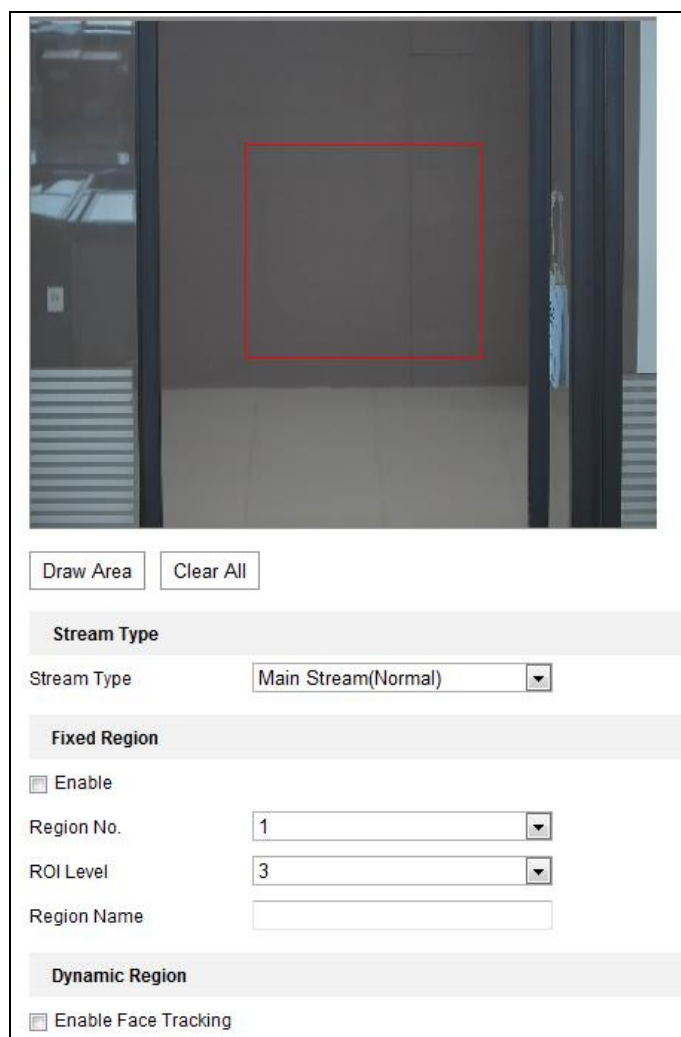 Draw Area Clear All
Stream Type
Stream Type Main Stream(Normal)
Fixed Region
Enable
Region No. 1
ROI Level 3
Region Name
Dynamic Region
Enable Face Tracking